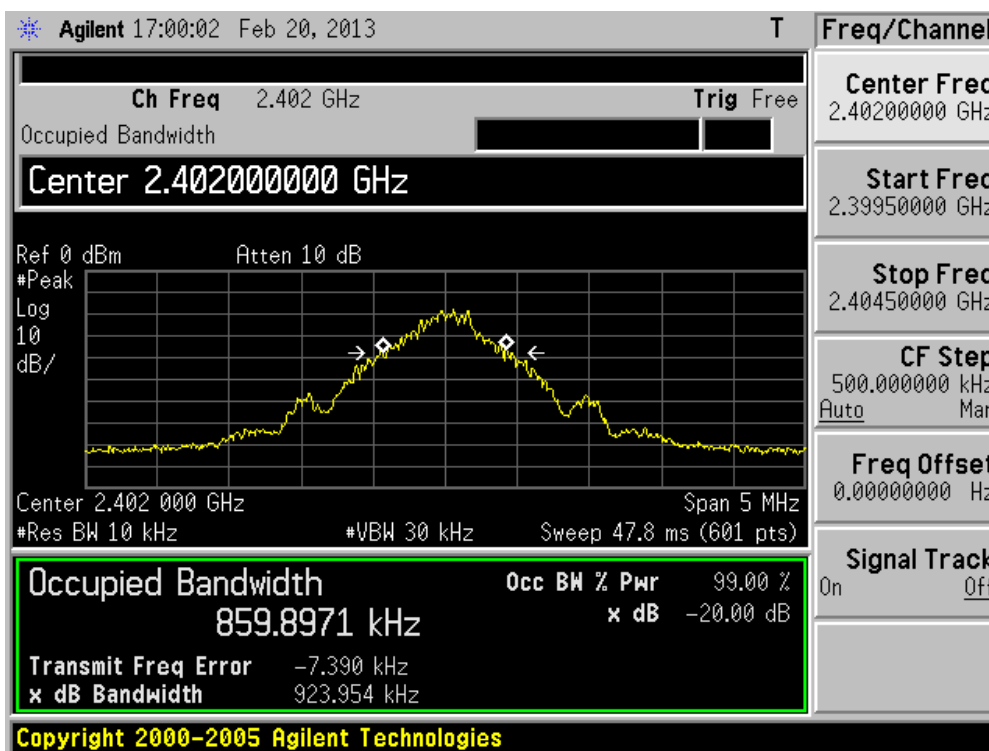 Agilent 17:00:02 Feb 20, 2013 T
Ch Freq 2.402 GHz Trig Free
Occupied Bandwidth
Center 2.402000000 GHz
Ref 0 dBm Atten 10 dB
#Peak
Log
10
dB/
Center 2.402 000 GHz Span 5 MHz
#Res BW 10 kHz #VBW 30 kHz Sweep 47.8 ms (601 pts)
Occupied Bandwidth Occ BW % Pwr 99.00 %
859.8971 kHz x dB -20.00 dB
Transmit Freq Error -7.390 kHz
x dB Bandwidth 923.954 kHz
Copyright 2000-2005 Agilent Technologies
Freq/Channel
Center Freq
2.40200000 GHz
Start Freq
2.39950000 GHz
Stop Freq
2.40450000 GHz
CF Step
500.000000 kHz
Auto Man
Freq Offset
0.00000000 Hz
Signal Track
On Off